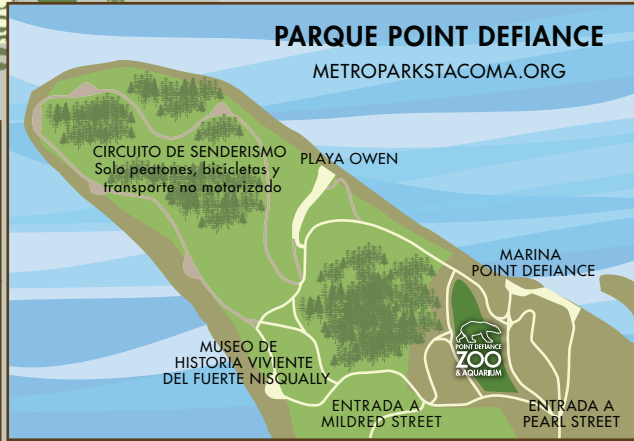 PARQUE POINT DEFIANCE
METROPARKSTACOMA.ORG
CIRCUITO DE SENDERISMO
Solo peatones, bicicletas y
transporte no motorizado
PLAYA OWEN
MARINA
POINT DEFIANCE
POINT DEFIANCE
ZOO
& AQUARIUM
MUSEO DE
HISTORIA VIVIENTE
DEL FUERTE NISQUALLY
ENTRADA A
MILDRED STREET
ENTRADA A
PEARL STREET